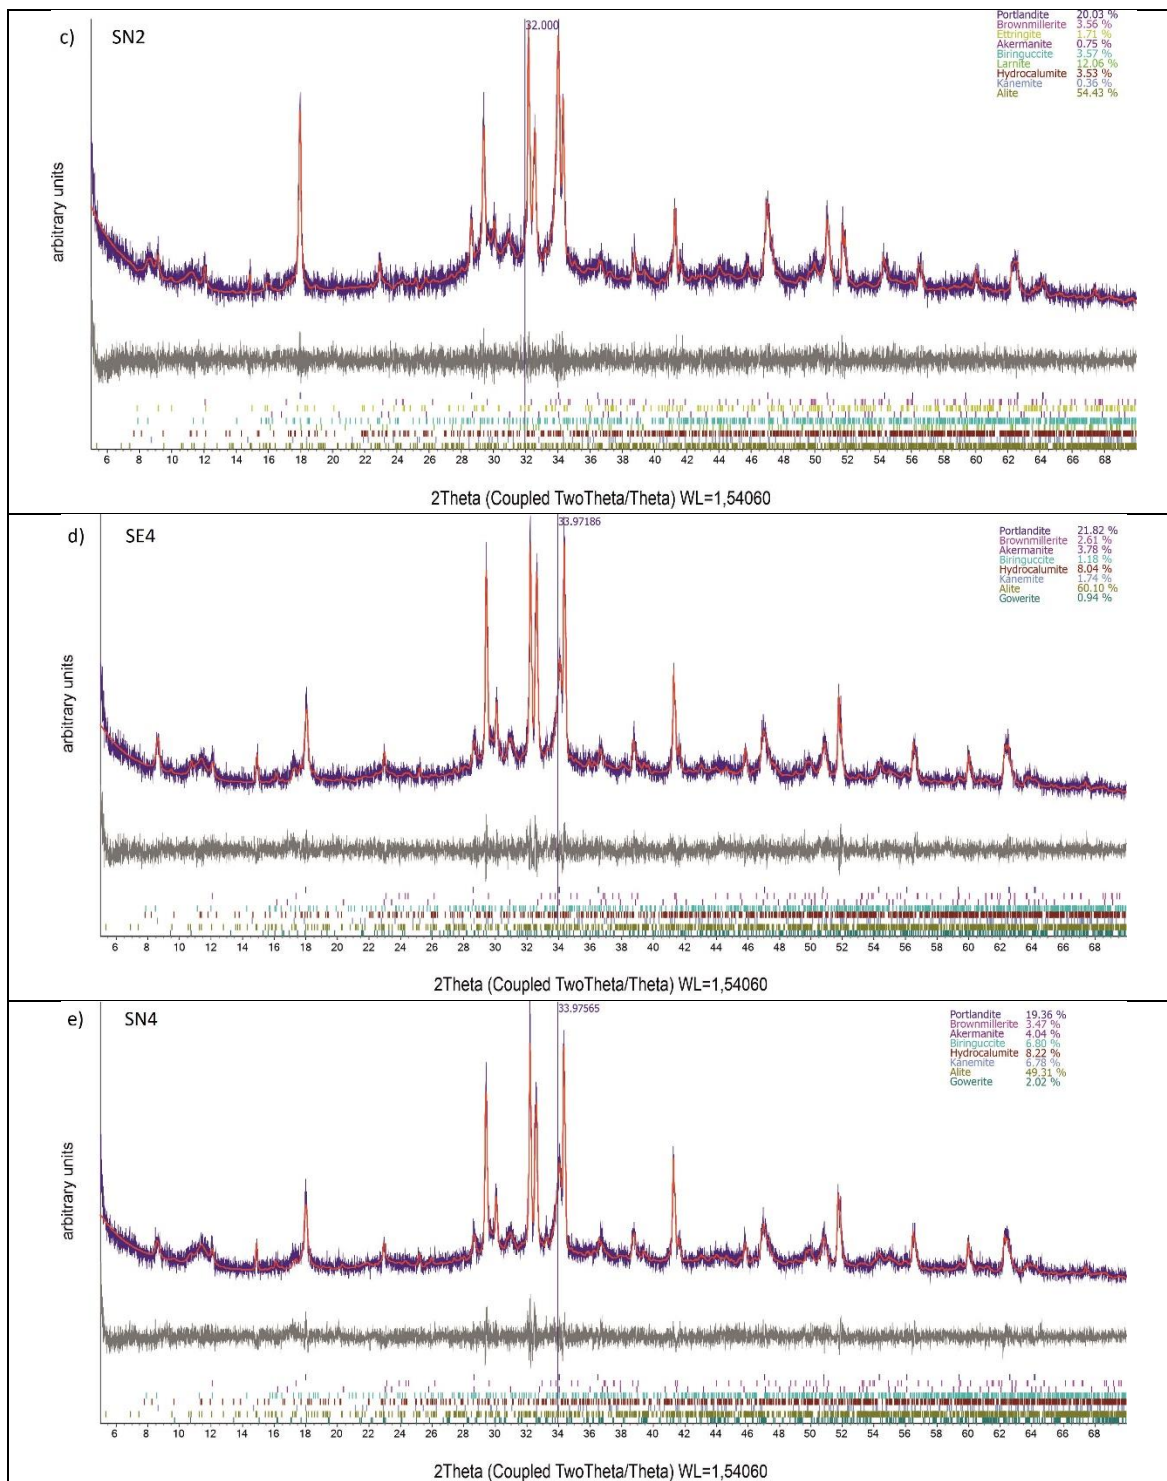 c) SN2
32.000
Portlandite 20.03 %
Brownmillerite 3.56 %
Ettringite 1.71 %
Akermanite 0.75 %
Biringuccite 3.57 %
Larnite 12.06 %
Hydrocalumite 3.53 %
Kanemite 0.36 %
Alite 54.43 %
arbitrary units
6 8 10 12 14 16 18 20 22 24 26 28 30 32 34 36 38 40 42 44 46 48 50 52 54 56 58 60 62 64 66 68
2Theta (Coupled TwoTheta/Theta) WL=1,54060
d) SE4
33.97186
Portlandite 21.82 %
Brownmillerite 2.61 %
Akermanite 3.78 %
Biringuccite 1.18 %
Hydrocalumite 8.04 %
Kanemite 1.74 %
Alite 60.10 %
Gowerite 0.94 %
arbitrary units
6 8 10 12 14 16 18 20 22 24 26 28 30 32 34 36 38 40 42 44 46 48 50 52 54 56 58 60 62 64 66 68
2Theta (Coupled TwoTheta/Theta) WL=1,54060
e) SN4
33.97565
Portlandite 19.36 %
Brownmillerite 3.47 %
Akermanite 4.04 %
Biringuccite 6.80 %
Hydrocalumite 8.22 %
Kanemite 6.78 %
Alite 49.31 %
Gowerite 2.02 %
arbitrary units
6 8 10 12 14 16 18 20 22 24 26 28 30 32 34 36 38 40 42 44 46 48 50 52 54 56 58 60 62 64 66 68
2Theta (Coupled TwoTheta/Theta) WL=1,54060